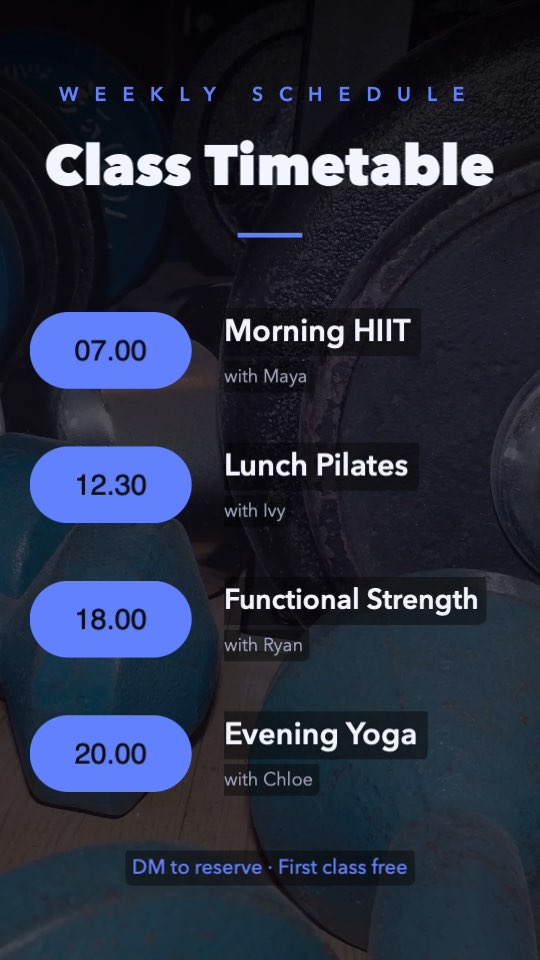 WEEKLY SCHEDULE
Class Timetable
07.00
Morning HIIT
with Maya
12.30
Lunch Pilates
with Ivy
18.00
Functional Strength
with Ryan
20.00
Evening Yoga
with Chloe
DM to reserve · First class free